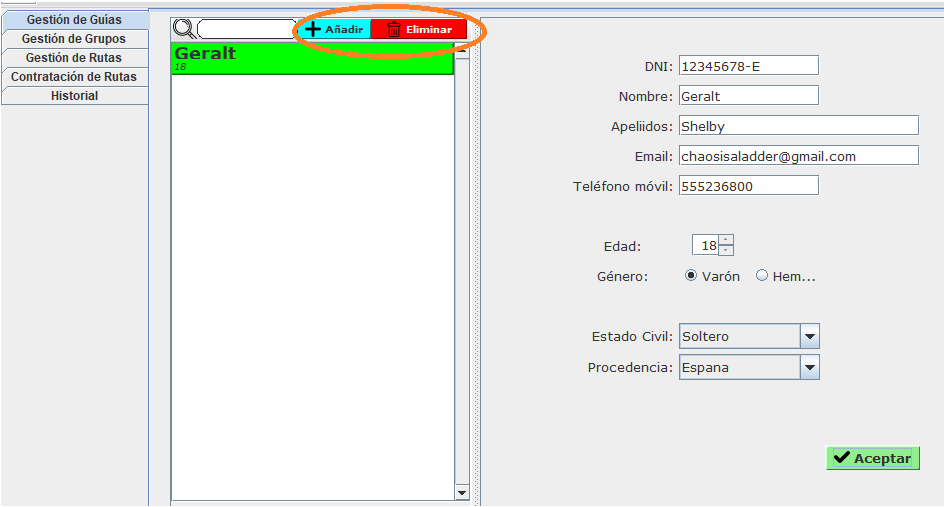 Gestión de Guías
Gestión de Grupos
Gestión de Rutas
Contratación de Rutas
Historial
Añadir
Eliminar
Geralt
18
DNI: 12345678-E
Nombre: Geralt
Apeliidos: Shelby
Email: chaosisaladder@gmail.com
Teléfono móvil: 555236800
Edad: 18
Género: Varón Hem...
Estado Civil: Soltero
Procedencia: Espana
Aceptar